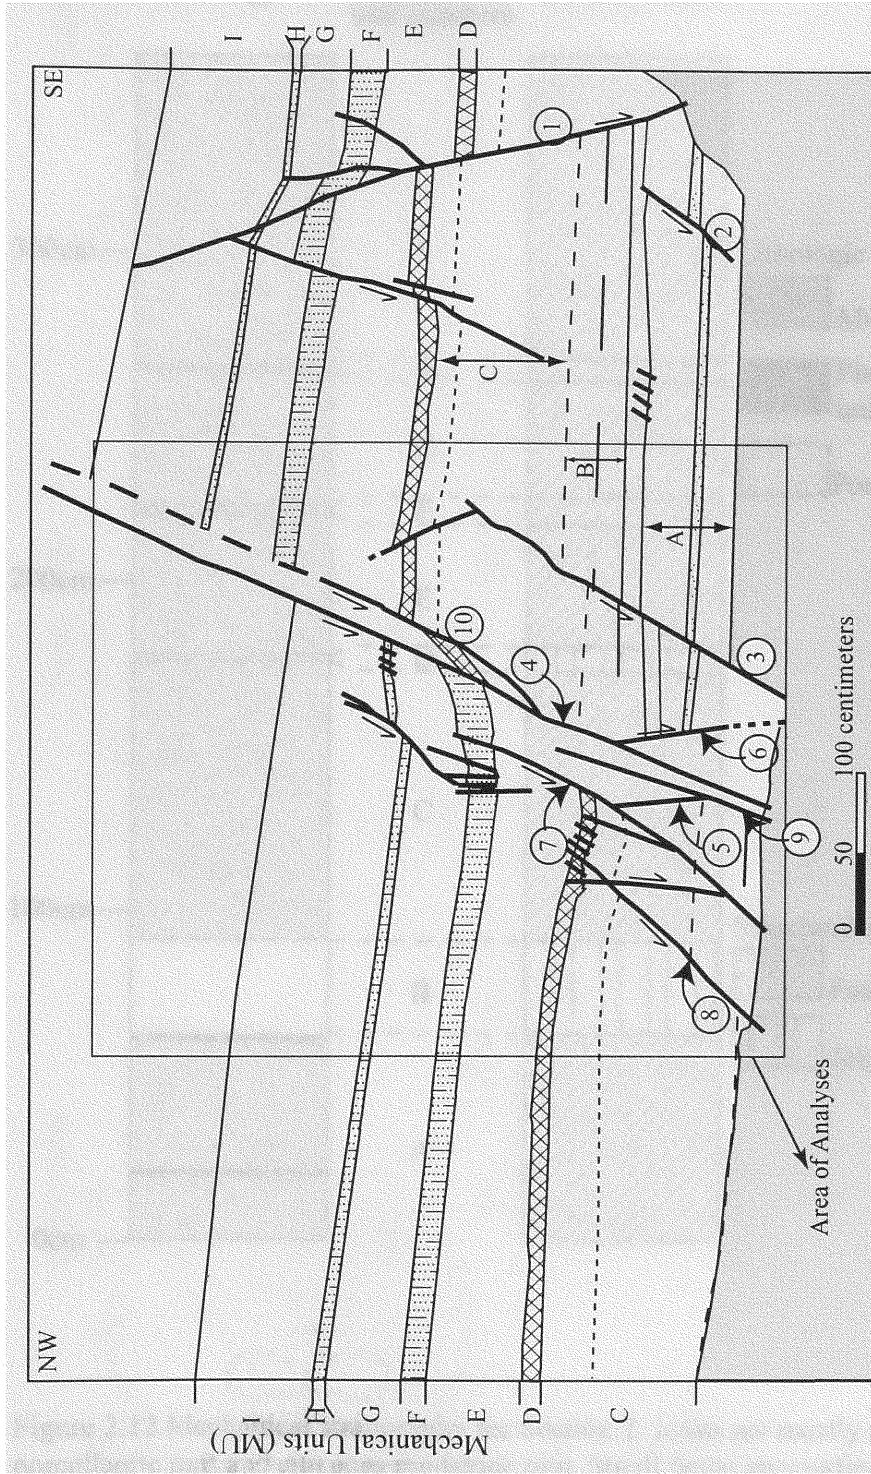 NW
SE
Mechanical Units (MU)
I
H
G
F
E
D
C
I
H
G
F
E
D
C
B
A
1
2
3
4
5
6
7
8
9
10
Area of Analyses
0 50 100 centimeters